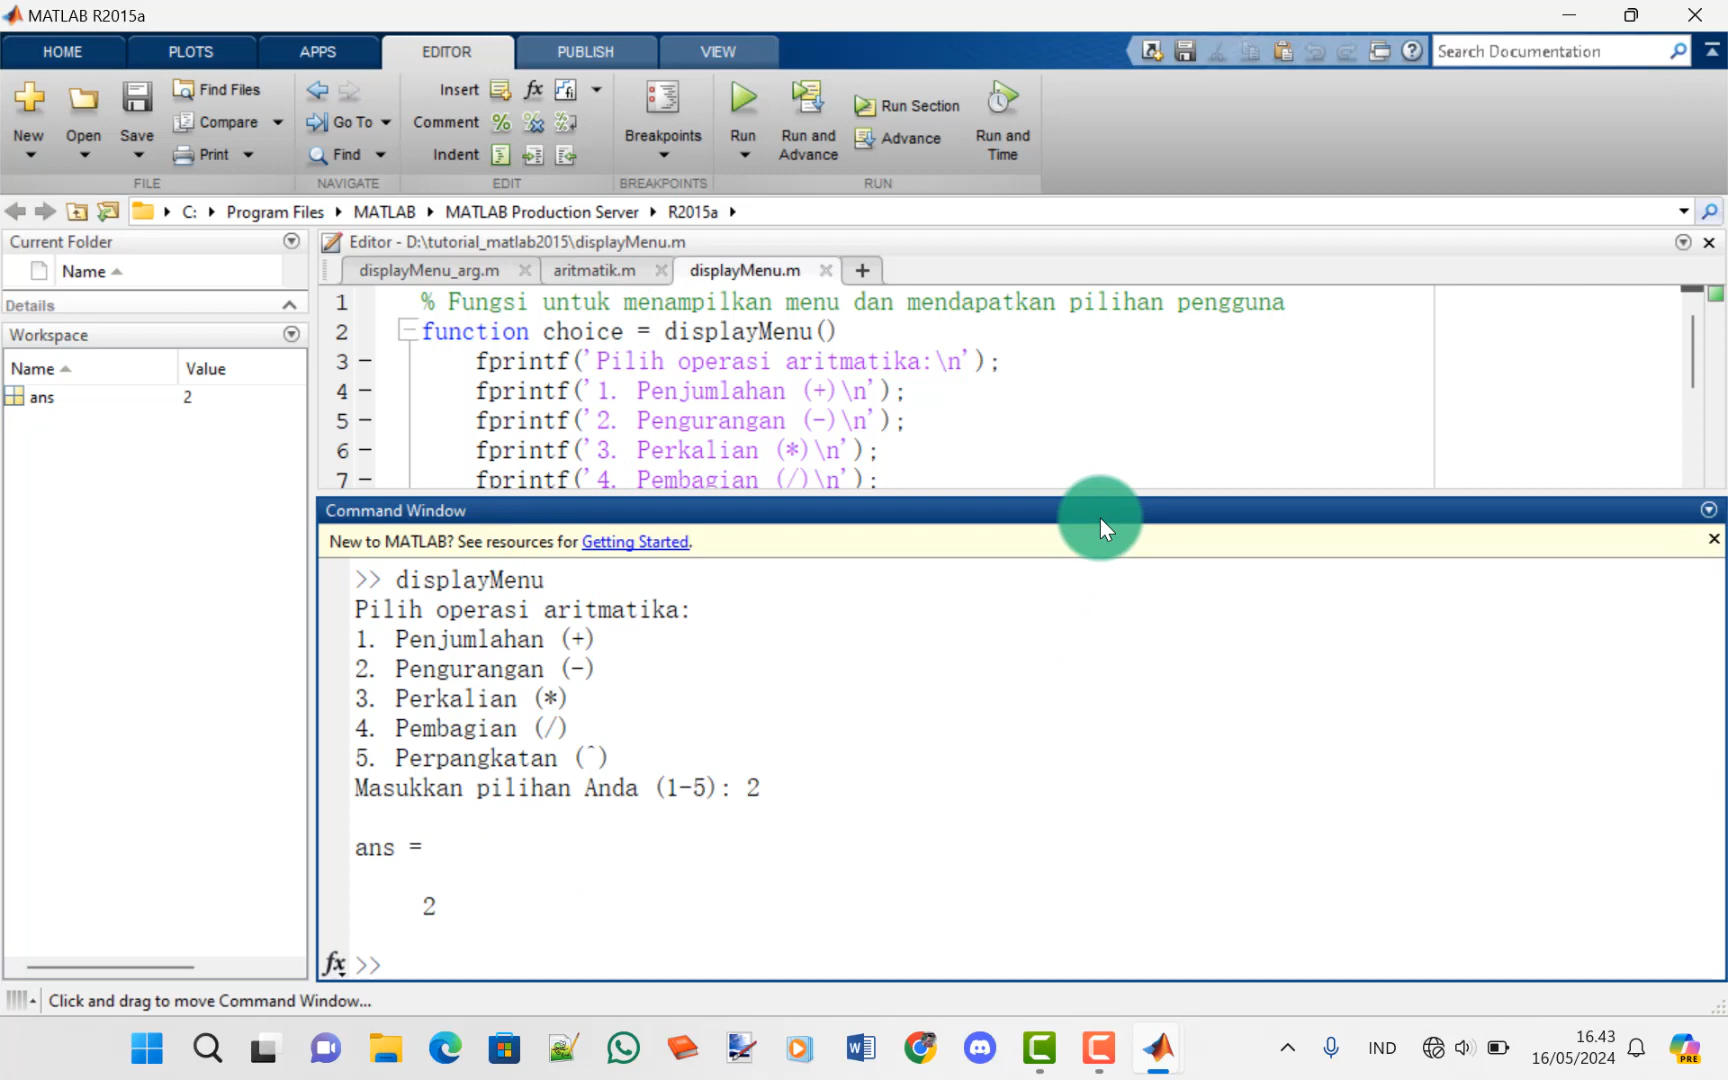 MATLAB R2015a
HOME PLOTS APPS EDITOR PUBLISH VIEW
Search Documentation
New Open Save
Find Files
Compare
Print
FILE
Go To
Find
NAVIGATE
Insert
Comment
Indent
EDIT
Breakpoints
BREAKPOINTS
Run
Run and Advance
Run Section
Advance
Run and Time
RUN
C: Program Files MATLAB MATLAB Production Server R2015a
Current Folder
Name
Details
Workspace
Name Value
ans 2
Editor - D:\tutorial_matlab2015\displayMenu.m
displayMenu_arg.m aritmatik.m displayMenu.m
1 % Fungsi untuk menampilkan menu dan mendapatkan pilihan pengguna
2 function choice = displayMenu()
3 fprintf('Pilih operasi aritmatika:\n');
4 fprintf('1. Penjumlahan (+)\n');
5 fprintf('2. Pengurangan (-)\n');
6 fprintf('3. Perkalian (*)\n');
7 fprintf('4. Pembagian (/)\n');
Command Window
New to MATLAB? See resources for Getting Started.
>> displayMenu
Pilih operasi aritmatika:
1. Penjumlahan (+)
2. Pengurangan (-)
3. Perkalian (*)
4. Pembagian (/)
5. Perpangkatan (^)
Masukkan pilihan Anda (1-5): 2
ans =
2
fx >>
Click and drag to move Command Window...
IND
16.43
16/05/2024
PRE